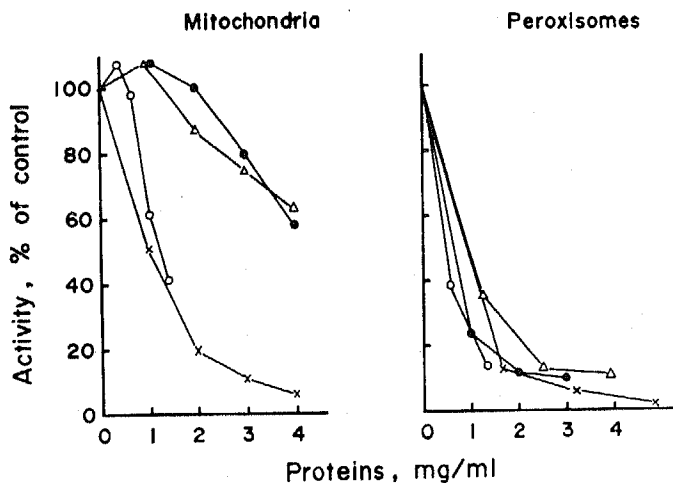 Mitochondria
Peroxisomes
Activity, % of control
100
80
60
40
20
0
0 1 2 3 4
0 1 2 3 4 5
Proteins, mg/ml